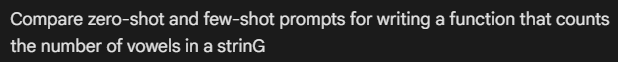 Compare zero-shot and few-shot prompts for writing a function that counts
the number of vowels in a strinG